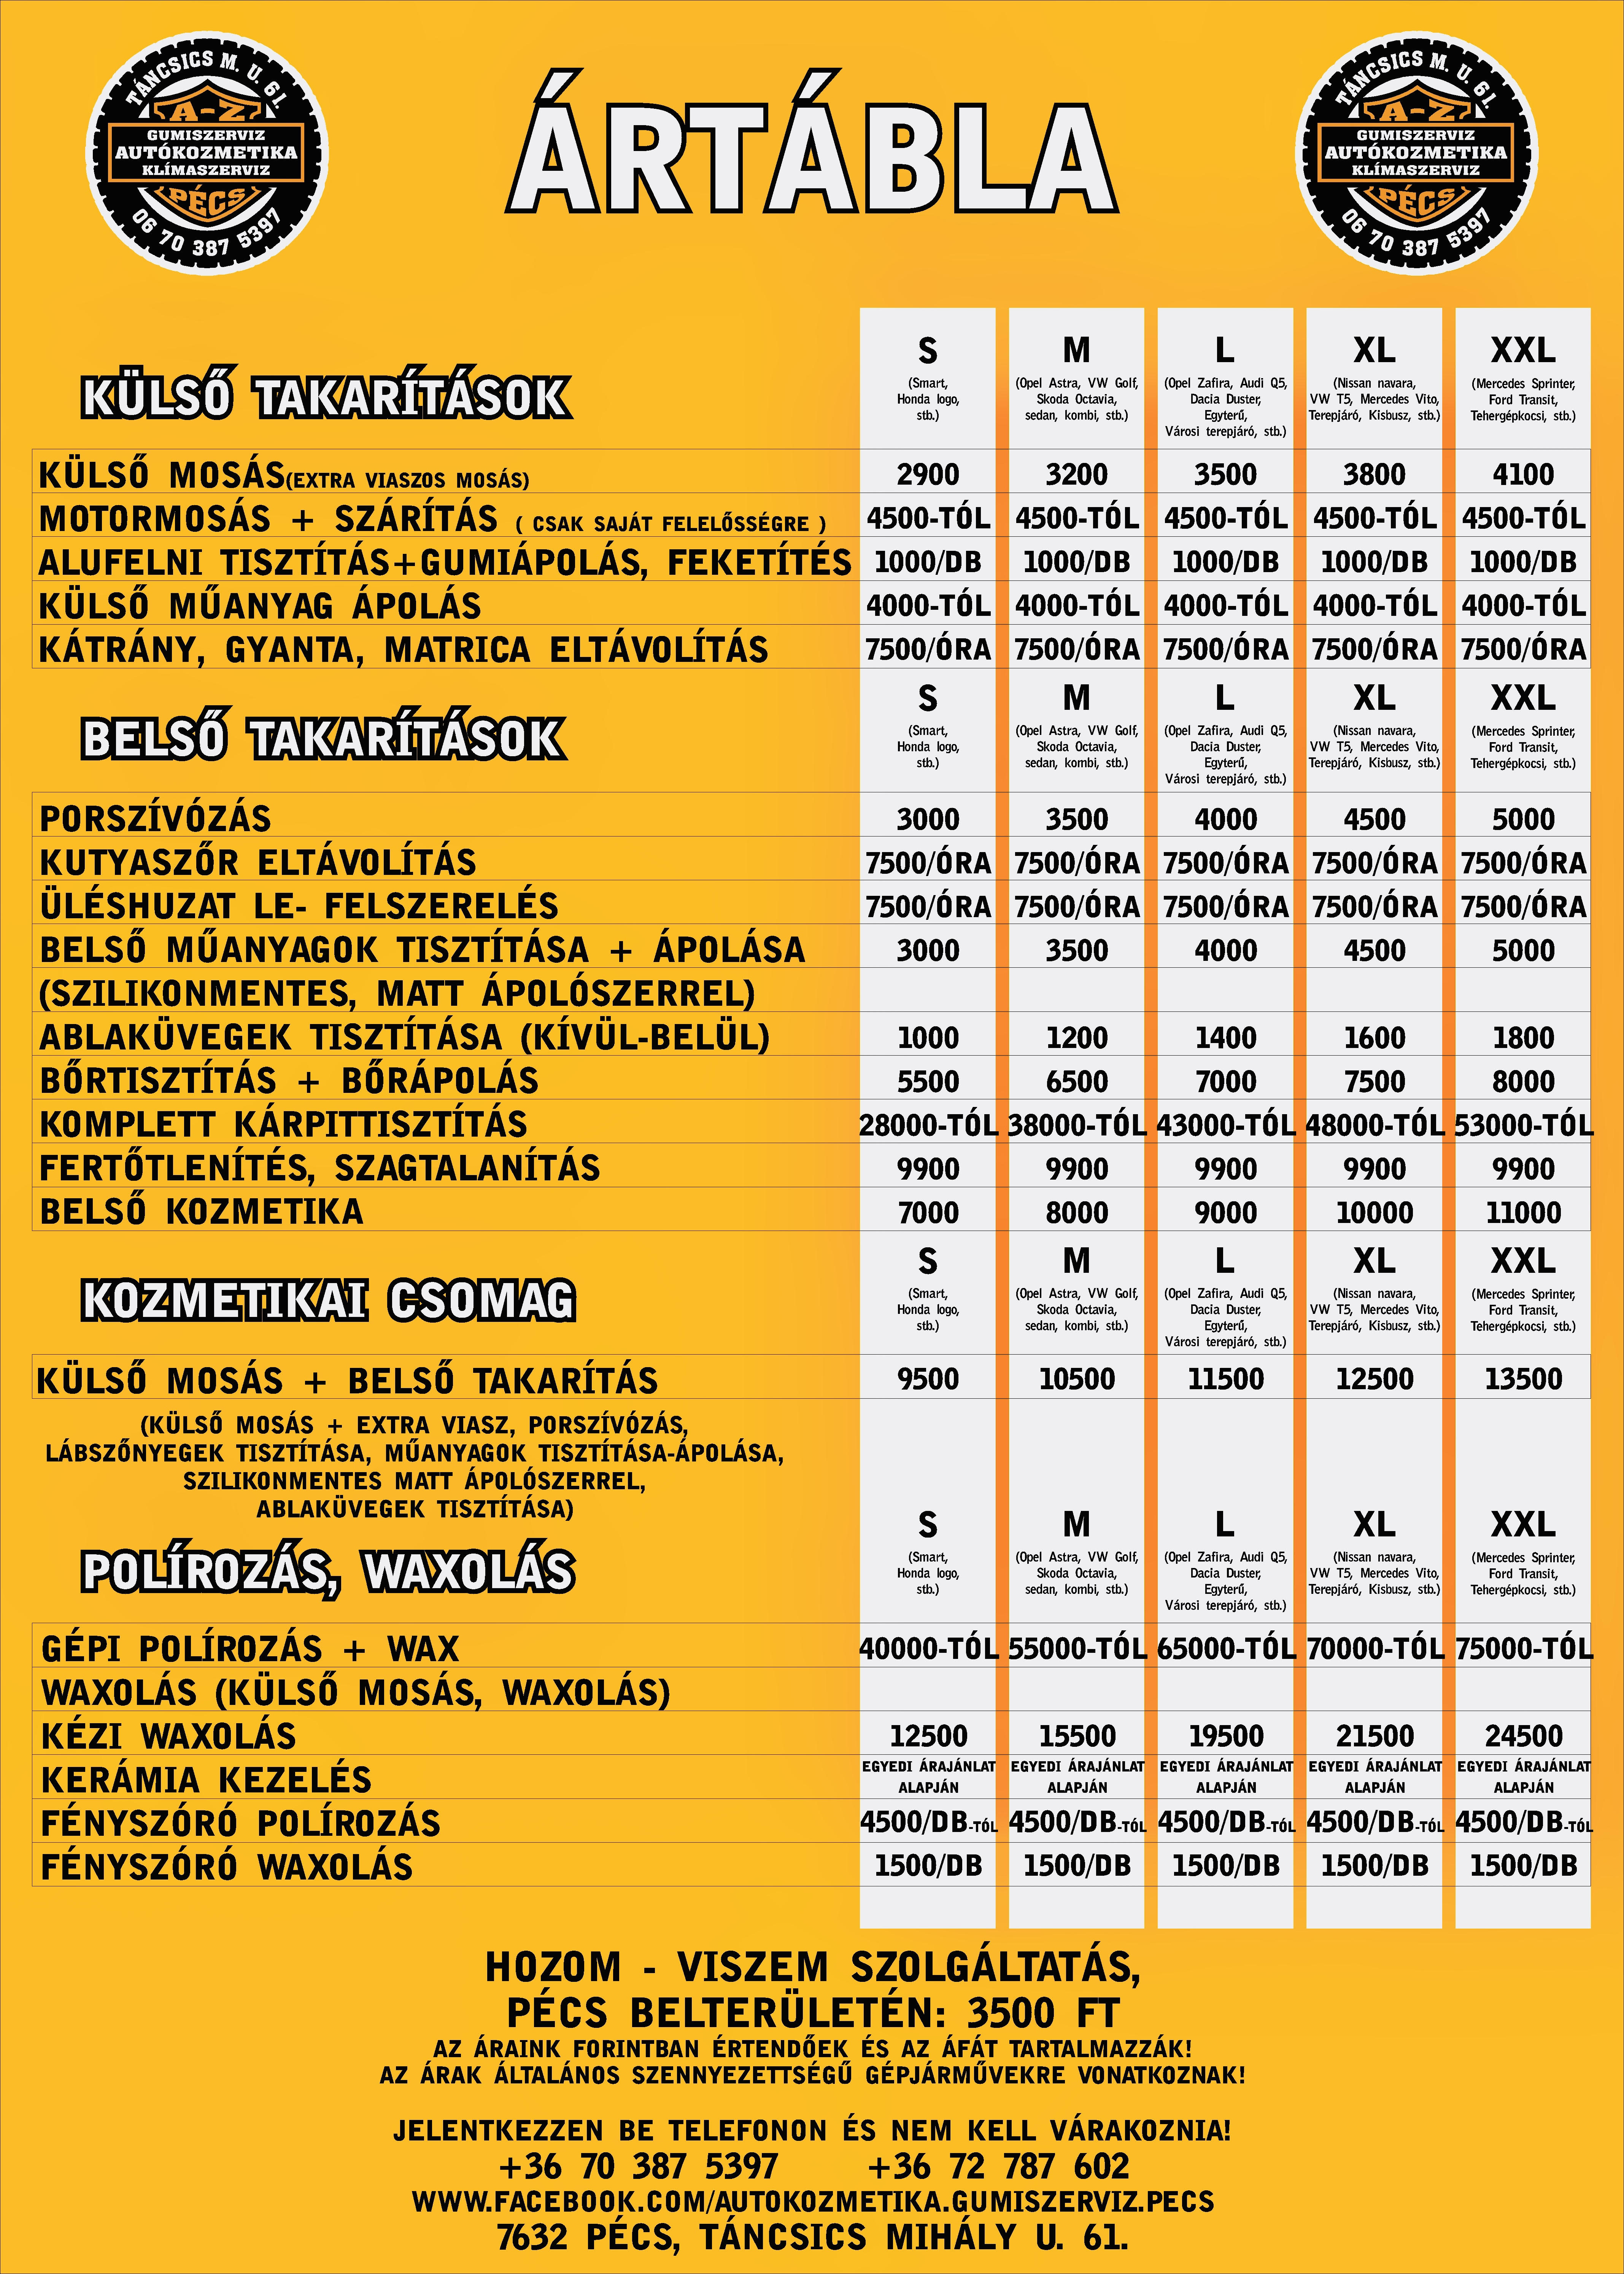 TÁNCSICS M. U. 61.
A-Z
GUMISZERVIZ
AUTÓKOZMETIKA
KLÍMASZERVIZ
PÉCS
06 70 387 5397
ÁRTÁBLA
TÁNCSICS M. U. 61.
A-Z
GUMISZERVIZ
AUTÓKOZMETIKA
KLÍMASZERVIZ
PÉCS
06 70 387 5397
KÜLSŐ TAKARÍTÁSOK
S M L XL XXL
(Smart, (Opel Astra, VW Golf, (Opel Zafira, Audi Q5, (Nissan navara, (Mercedes Sprinter,
Honda logo, Skoda Octavia, Dacia Duster, VW T5, Mercedes Vito, Ford Transit,
stb.) sedan, kombi, stb.) Egyterű, Terepjáró, Kisbusz, stb.) Tehergépkocsi, stb.)
Városi terepjáró, stb.)
KÜLSŐ MOSÁS(EXTRA VIASZOS MOSÁS) 2900 3200 3500 3800 4100
MOTORMOSÁS + SZÁRÍTÁS ( CSAK SAJÁT FELELŐSSÉGRE ) 4500-TÓL 4500-TÓL 4500-TÓL 4500-TÓL 4500-TÓL
ALUFELNI TISZTÍTÁS+GUMIÁPOLÁS, FEKETÍTÉS 1000/DB 1000/DB 1000/DB 1000/DB 1000/DB
KÜLSŐ MŰANYAG ÁPOLÁS 4000-TÓL 4000-TÓL 4000-TÓL 4000-TÓL 4000-TÓL
KÁTRÁNY, GYANTA, MATRICA ELTÁVOLÍTÁS 7500/ÓRA 7500/ÓRA 7500/ÓRA 7500/ÓRA 7500/ÓRA
BELSŐ TAKARÍTÁSOK
S M L XL XXL
(Smart, (Opel Astra, VW Golf, (Opel Zafira, Audi Q5, (Nissan navara, (Mercedes Sprinter,
Honda logo, Skoda Octavia, Dacia Duster, VW T5, Mercedes Vito, Ford Transit,
stb.) sedan, kombi, stb.) Egyterű, Terepjáró, Kisbusz, stb.) Tehergépkocsi, stb.)
Városi terepjáró, stb.)
PORSZÍVÓZÁS 3000 3500 4000 4500 5000
KUTYASZŐR ELTÁVOLÍTÁS 7500/ÓRA 7500/ÓRA 7500/ÓRA 7500/ÓRA 7500/ÓRA
ÜLÉSHUZAT LE- FELSZERELÉS 7500/ÓRA 7500/ÓRA 7500/ÓRA 7500/ÓRA 7500/ÓRA
BELSŐ MŰANYAGOK TISZTÍTÁSA + ÁPOLÁSA 3000 3500 4000 4500 5000
(SZILIKONMENTES, MATT ÁPOLÓSZERREL)
ABLAKÜVEGEK TISZTÍTÁSA (KÍVÜL-BELÜL) 1000 1200 1400 1600 1800
BŐRTISZTÍTÁS + BŐRÁPOLÁS 5500 6500 7000 7500 8000
KOMPLETT KÁRPITTISZTÍTÁS 28000-TÓL 38000-TÓL 43000-TÓL 48000-TÓL 53000-TÓL
FERTŐTLENÍTÉS, SZAGTALANÍTÁS 9900 9900 9900 9900 9900
BELSŐ KOZMETIKA 7000 8000 9000 10000 11000
KOZMETIKAI CSOMAG
S M L XL XXL
(Smart, (Opel Astra, VW Golf, (Opel Zafira, Audi Q5, (Nissan navara, (Mercedes Sprinter,
Honda logo, Skoda Octavia, Dacia Duster, VW T5, Mercedes Vito, Ford Transit,
stb.) sedan, kombi, stb.) Egyterű, Terepjáró, Kisbusz, stb.) Tehergépkocsi, stb.)
Városi terepjáró, stb.)
KÜLSŐ MOSÁS + BELSŐ TAKARÍTÁS 9500 10500 11500 12500 13500
(KÜLSŐ MOSÁS + EXTRA VIASZ, PORSZÍVÓZÁS,
LÁBSZŐNYEGEK TISZTÍTÁSA, MŰANYAGOK TISZTÍTÁSA-ÁPOLÁSA,
SZILIKONMENTES MATT ÁPOLÓSZERREL,
ABLAKÜVEGEK TISZTÍTÁSA)
POLÍROZÁS, WAXOLÁS
S M L XL XXL
(Smart, (Opel Astra, VW Golf, (Opel Zafira, Audi Q5, (Nissan navara, (Mercedes Sprinter,
Honda logo, Skoda Octavia, Dacia Duster, VW T5, Mercedes Vito, Ford Transit,
stb.) sedan, kombi, stb.) Egyterű, Terepjáró, Kisbusz, stb.) Tehergépkocsi, stb.)
Városi terepjáró, stb.)
GÉPI POLÍROZÁS + WAX 40000-TÓL 55000-TÓL 65000-TÓL 70000-TÓL 75000-TÓL
WAXOLÁS (KÜLSŐ MOSÁS, WAXOLÁS)
KÉZI WAXOLÁS 12500 15500 19500 21500 24500
KERÁMIA KEZELÉS EGYEDI ÁRAJÁNLAT EGYEDI ÁRAJÁNLAT EGYEDI ÁRAJÁNLAT EGYEDI ÁRAJÁNLAT EGYEDI ÁRAJÁNLAT
ALAPJÁN ALAPJÁN ALAPJÁN ALAPJÁN ALAPJÁN
FÉNYSZÓRÓ POLÍROZÁS 4500/DB-TÓL 4500/DB-TÓL 4500/DB-TÓL 4500/DB-TÓL 4500/DB-TÓL
FÉNYSZÓRÓ WAXOLÁS 1500/DB 1500/DB 1500/DB 1500/DB 1500/DB
HOZOM - VISZEM SZOLGÁLTATÁS,
PÉCS BELTERÜLETÉN: 3500 FT
AZ ÁRAINK FORINTBAN ÉRTENDŐEK ÉS AZ ÁFÁT TARTALMAZZÁK!
AZ ÁRAK ÁLTALÁNOS SZENNYEZETTSÉGŰ GÉPJÁRMŰVEKRE VONATKOZNAK!
JELENTKEZZEN BE TELEFONON ÉS NEM KELL VÁRAKOZNIA!
+36 70 387 5397 +36 72 787 602
WWW.FACEBOOK.COM/AUTOKOZMETIKA.GUMISZERVIZ.PECS
7632 PÉCS, TÁNCSICS MIHÁLY U. 61.